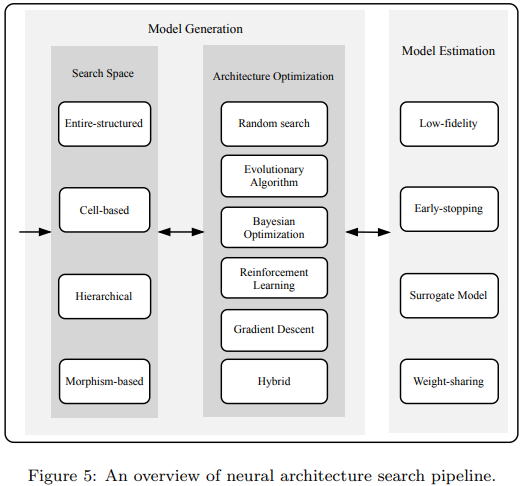 Model Generation
Search Space
Entire-structured
Cell-based
Hierarchical
Morphism-based
Architecture Optimization
Random search
Evolutionary
Algorithm
Bayesian
Optimization
Reinforcement
Learning
Gradient Descent
Hybrid
Model Estimation
Low-fidelity
Early-stopping
Surrogate Model
Weight-sharing
Figure 5: An overview of neural architecture search pipeline.